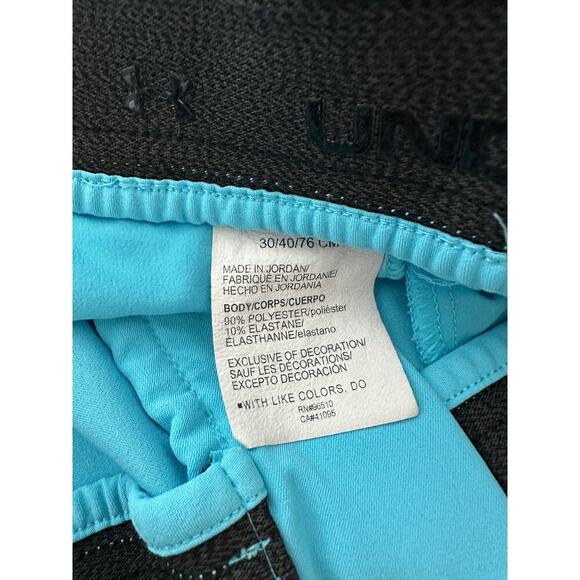 UND
30/40/76 CM
MADE IN JORDAN/
FABRIQUÉ EN JORDANIE/
HECHO EN JORDANIA
BODY/CORPS/CUERPO
90% POLYESTER/poliéster
10% ELASTANE/
ÉLASTHANNE/elastano
EXCLUSIVE OF DECORATION/
SAUF LES DÉCORATIONS/
EXCEPTO DECORACIÓN
*WITH LIKE COLORS. DO
RN#96510
CA#41095